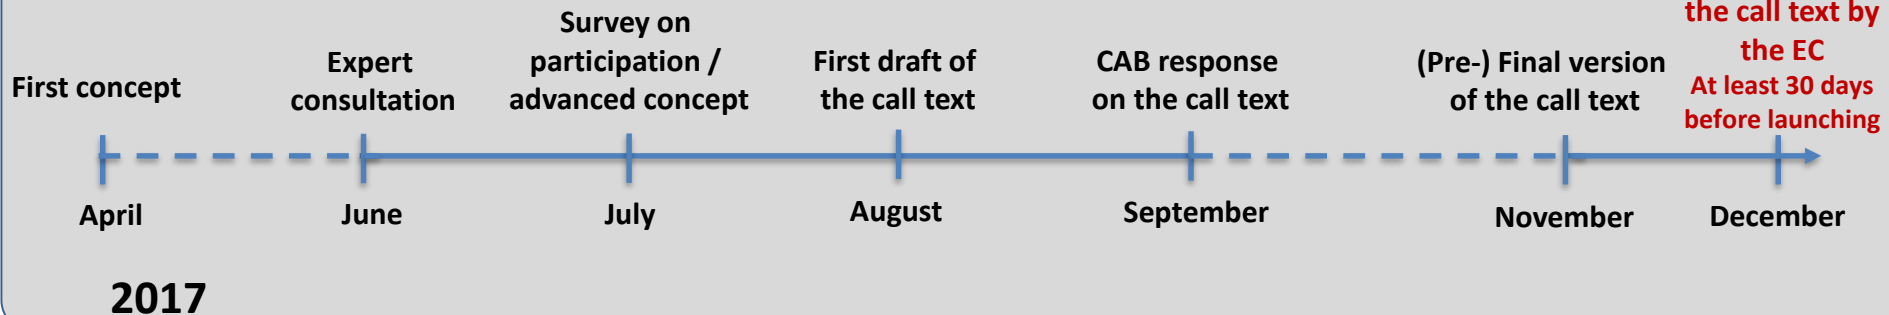 First concept
Expert
consultation
Survey on
participation /
advanced concept
First draft of
the call text
CAB response
on the call text
(Pre-) Final version
of the call text
the call text by
the EC
At least 30 days
before launching
April
June
July
August
September
November
December
2017